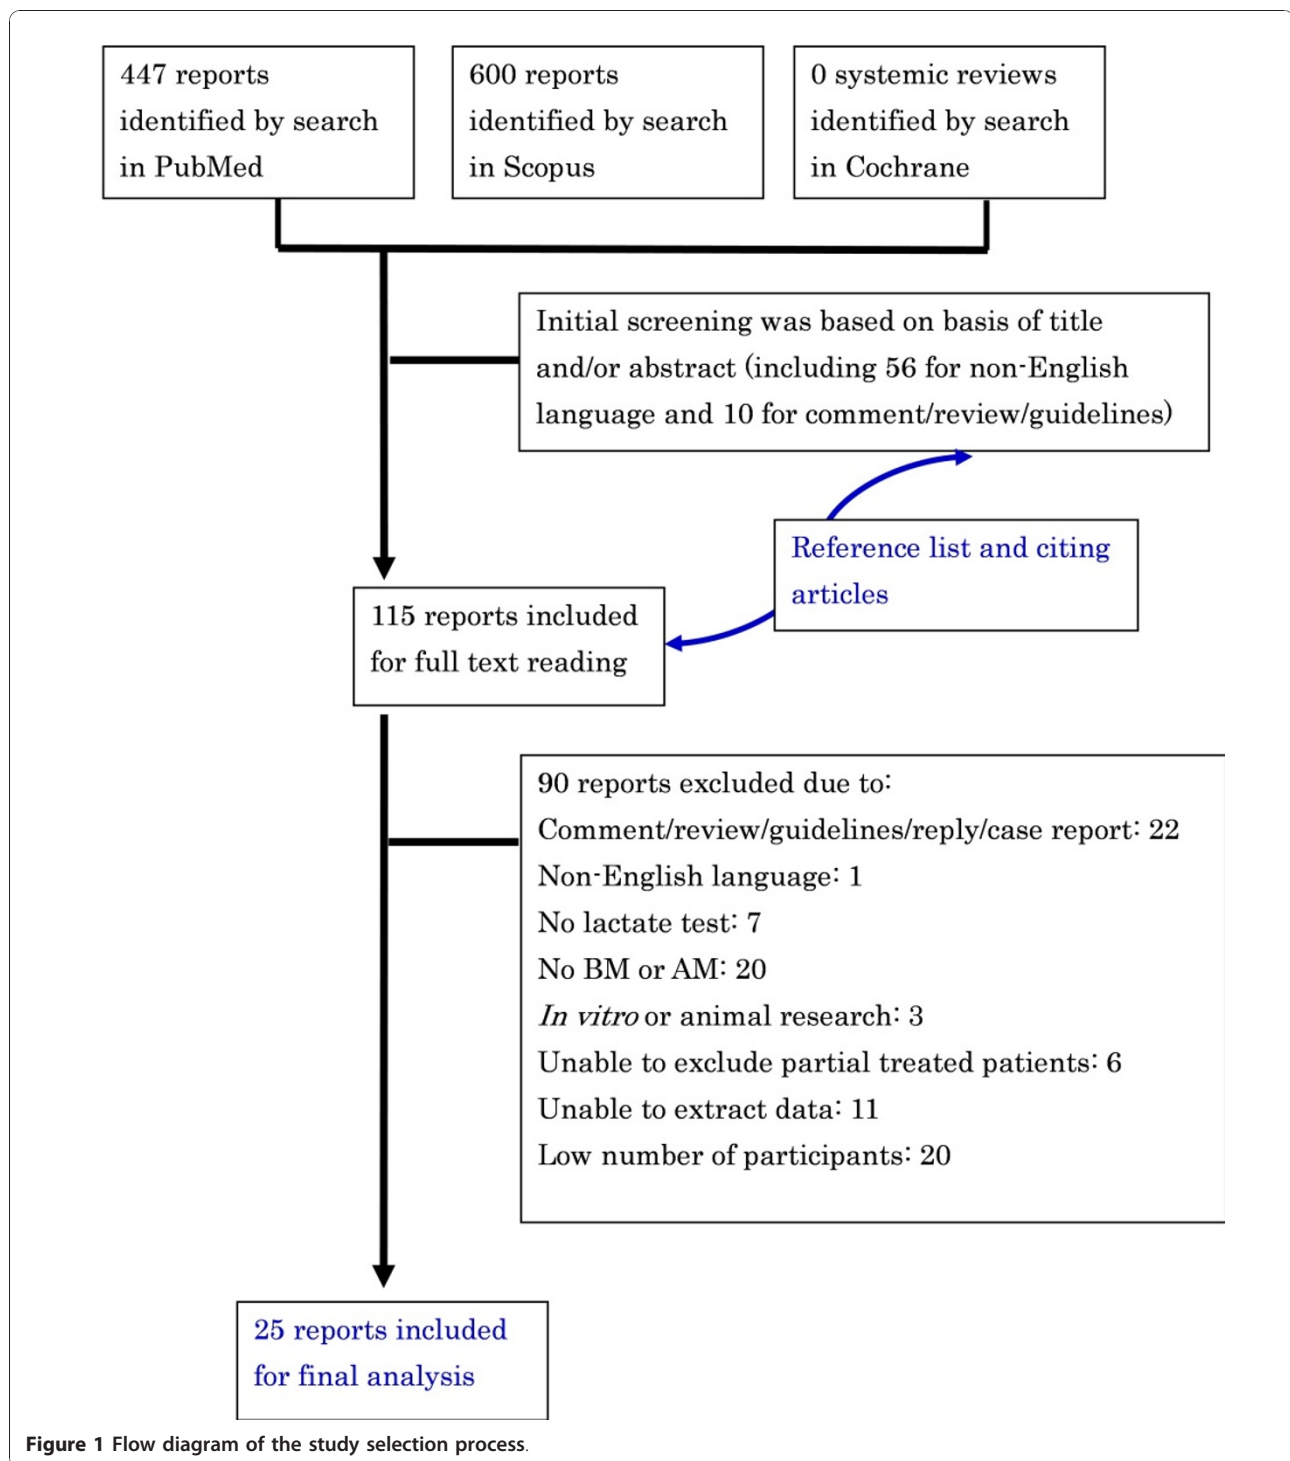 447 reports
identified by search
in PubMed
600 reports
identified by search
in Scopus
0 systemic reviews
identified by search
in Cochrane
Initial screening was based on basis of title
and/or abstract (including 56 for non-English
language and 10 for comment/review/guidelines)
Reference list and citing
articles
115 reports included
for full text reading
90 reports excluded due to:
Comment/review/guidelines/reply/case report: 22
Non-English language: 1
No lactate test: 7
No BM or AM: 20
In vitro or animal research: 3
Unable to exclude partial treated patients: 6
Unable to extract data: 11
Low number of participants: 20
25 reports included
for final analysis
Figure 1 Flow diagram of the study selection process.